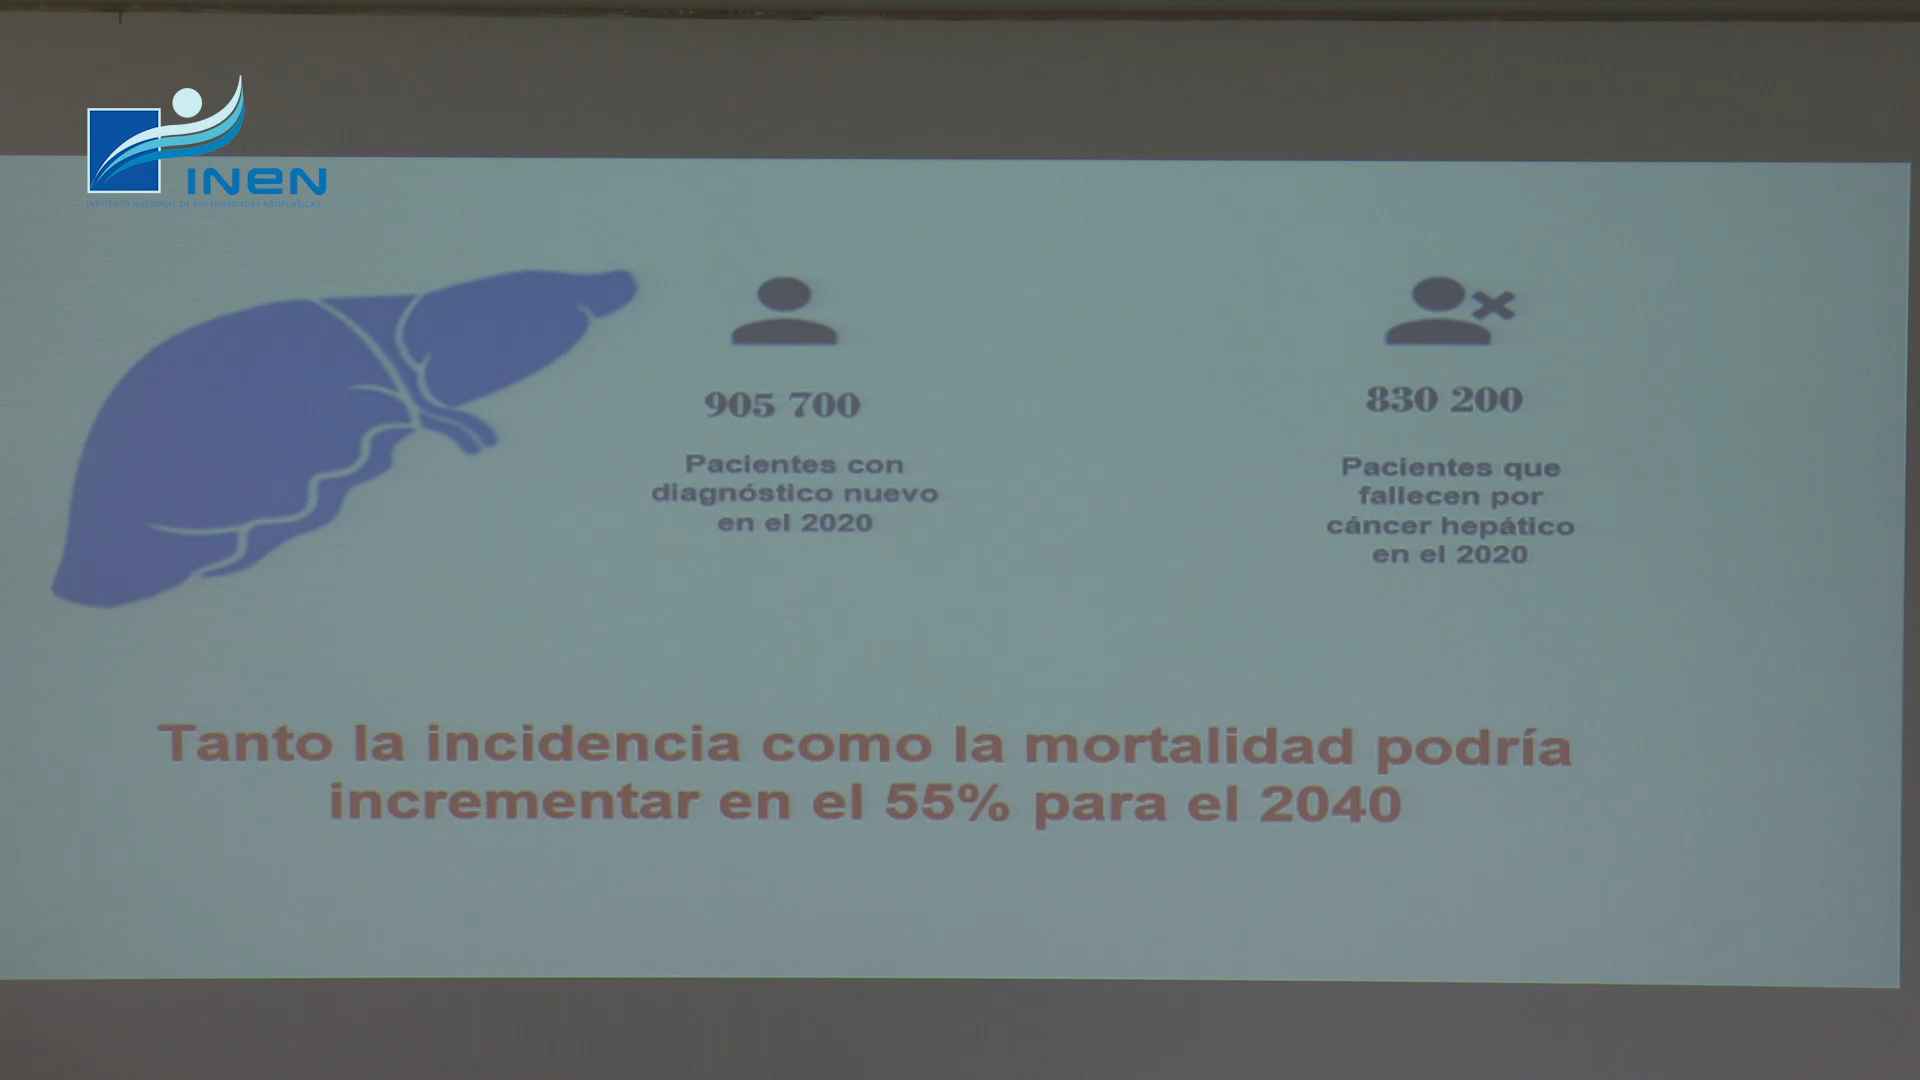 INEN
INSTITUTO NACIONAL DE ENFERMEDADES NEOPLÁSICAS
905 700
Pacientes con
diagnóstico nuevo
en el 2020
830 200
Pacientes que
fallecen por
cáncer hepático
en el 2020
Tanto la incidencia como la mortalidad podría
incrementar en el 55% para el 2040